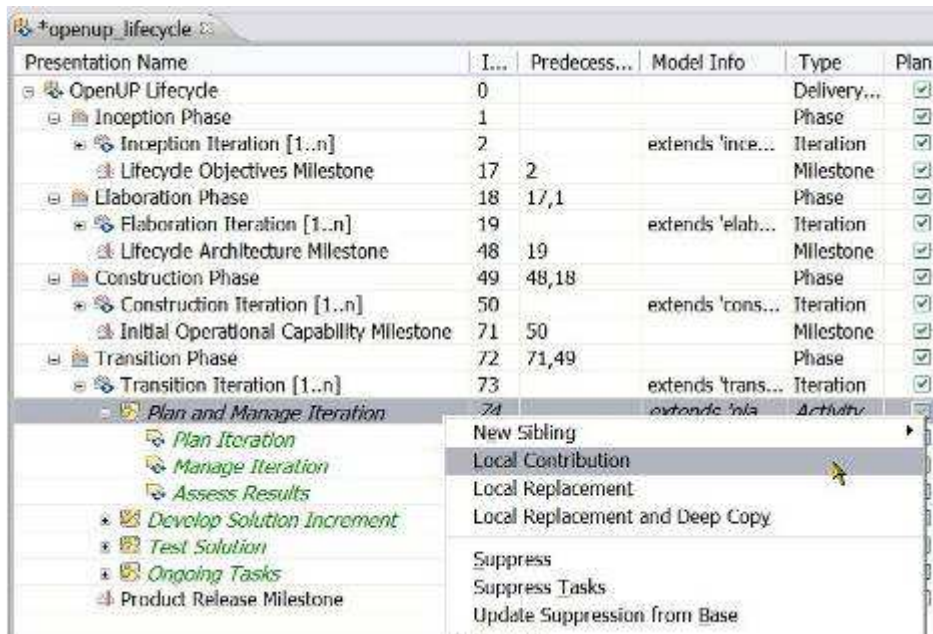 *openup_lifecycle
Presentation Name I... Predecess... Model Info Type Plan
OpenUP Lifecycle 0 Delivery...
Inception Phase 1 Phase
Inception Iteration [1..n] 2 extends 'ince... Iteration
Lifecycle Objectives Milestone 17 2 Milestone
Elaboration Phase 18 17,1 Phase
Elaboration Iteration [1..n] 19 extends 'elab... Iteration
Lifecycle Architecture Milestone 48 19 Milestone
Construction Phase 49 48,18 Phase
Construction Iteration [1..n] 50 extends 'cons... Iteration
Initial Operational Capability Milestone 71 50 Milestone
Transition Phase 72 71,49 Phase
Transition Iteration [1..n] 73 extends 'trans... Iteration
Plan and Manage Iteration 74 extends 'pla... Activity
Plan Iteration
Manage Iteration
Assess Results
Develop Solution Increment
Test Solution
Ongoing Tasks
Product Release Milestone
New Sibling
Local Contribution
Local Replacement
Local Replacement and Deep Copy
Suppress
Suppress Tasks
Update Suppression from Base